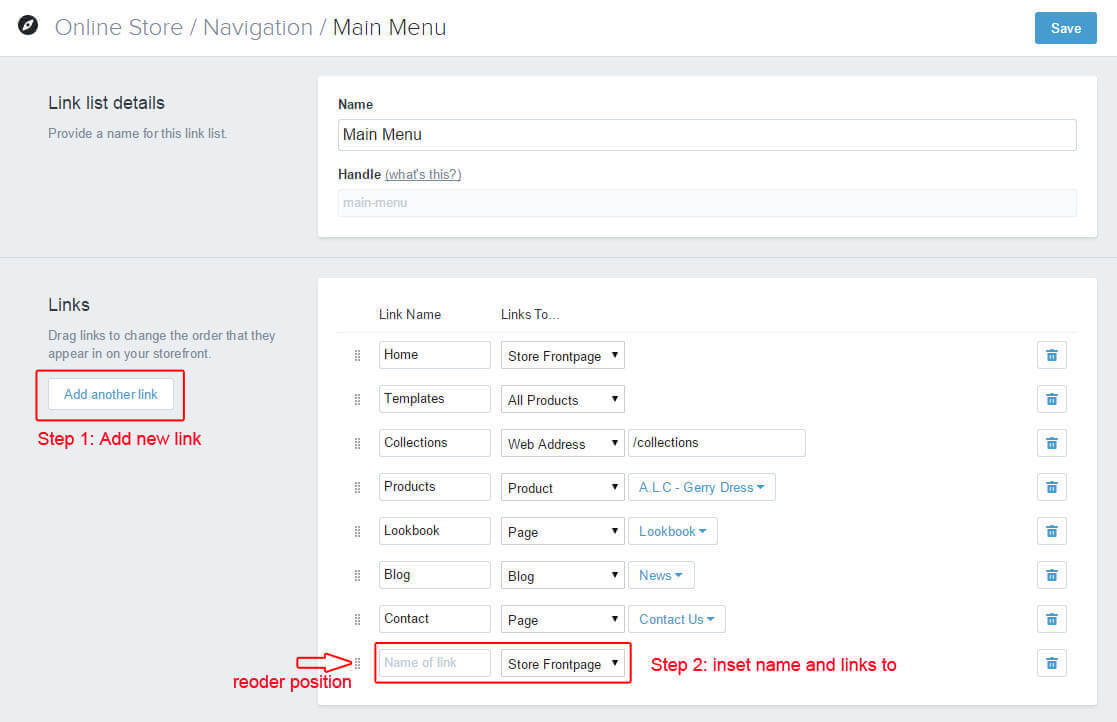 Online Store / Navigation / Main Menu
Save
Link list details
Provide a name for this link list.
Name
Main Menu
Handle (what's this?)
main-menu
Links
Drag links to change the order that they
appear in on your storefront.
Add another link
Step 1: Add new link
Link Name Links To...
Home Store Frontpage
Templates All Products
Collections Web Address /collections
Products Product A.L.C - Gerry Dress
Lookbook Page Lookbook
Blog Blog News
Contact Page Contact Us
Name of link Store Frontpage
Step 2: inset name and links to
reoder position